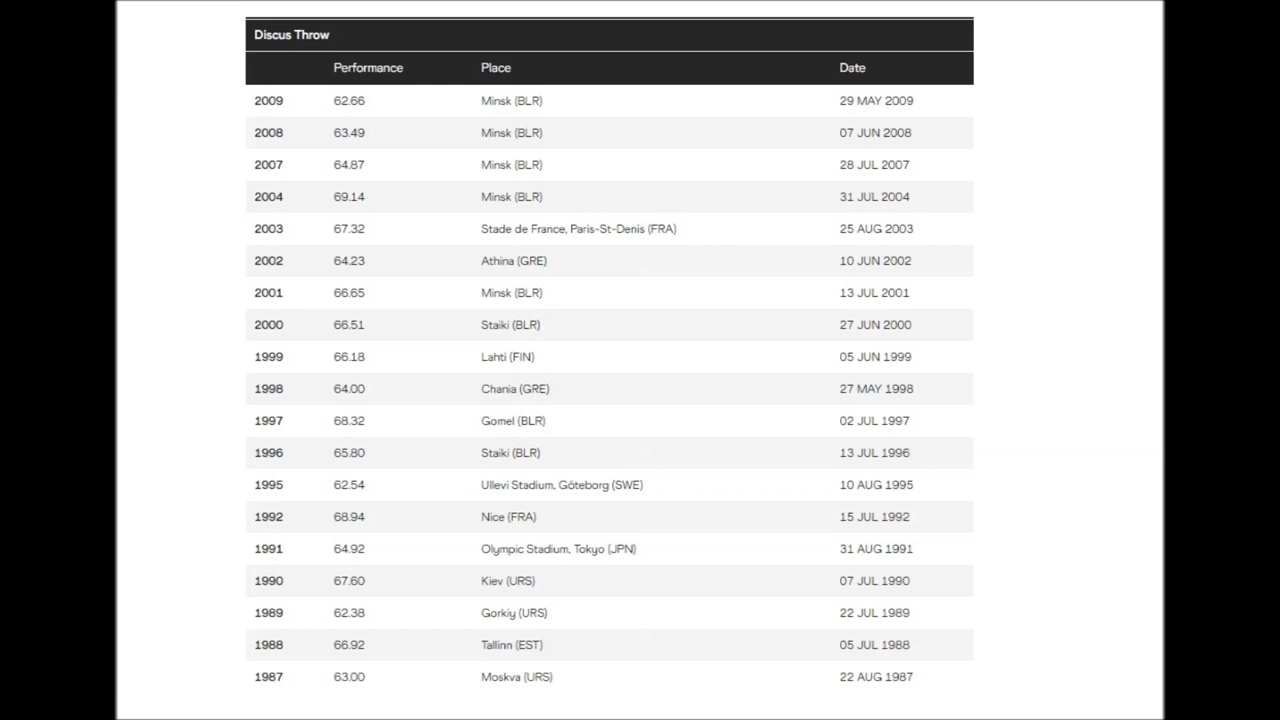 Discus Throw
Performance Place Date
2009 62.66 Minsk (BLR) 29 MAY 2009
2008 63.49 Minsk (BLR) 07 JUN 2008
2007 64.87 Minsk (BLR) 28 JUL 2007
2004 69.14 Minsk (BLR) 31 JUL 2004
2003 67.32 Stade de France, Paris-St-Denis (FRA) 25 AUG 2003
2002 64.23 Athina (GRE) 10 JUN 2002
2001 66.65 Minsk (BLR) 13 JUL 2001
2000 66.51 Staiki (BLR) 27 JUN 2000
1999 66.18 Lahti (FIN) 05 JUN 1999
1998 64.00 Chania (GRE) 27 MAY 1998
1997 68.32 Gomel (BLR) 02 JUL 1997
1996 65.80 Staiki (BLR) 13 JUL 1996
1995 62.54 Ullevi Stadium, Göteborg (SWE) 10 AUG 1995
1992 68.94 Nice (FRA) 15 JUL 1992
1991 64.92 Olympic Stadium, Tokyo (JPN) 31 AUG 1991
1990 67.60 Kiev (URS) 07 JUL 1990
1989 62.38 Gorkiy (URS) 22 JUL 1989
1988 66.92 Tallinn (EST) 05 JUL 1988
1987 63.00 Moskva (URS) 22 AUG 1987